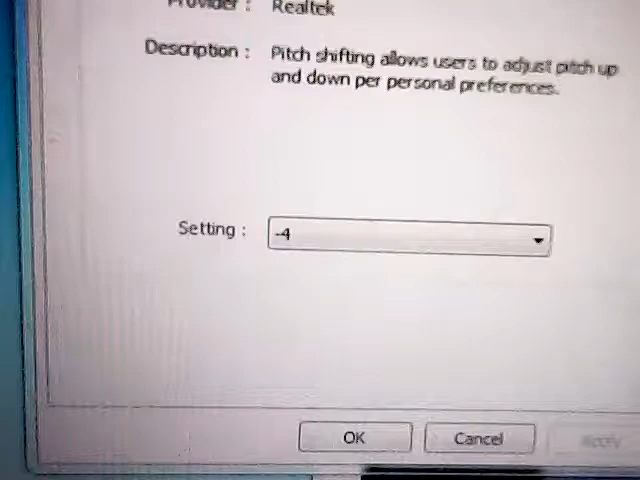 Provider : Realtek
Description : Pitch shifting allows users to adjust pitch up
and down per personal preferences.
Setting : -4
OK Cancel Apply